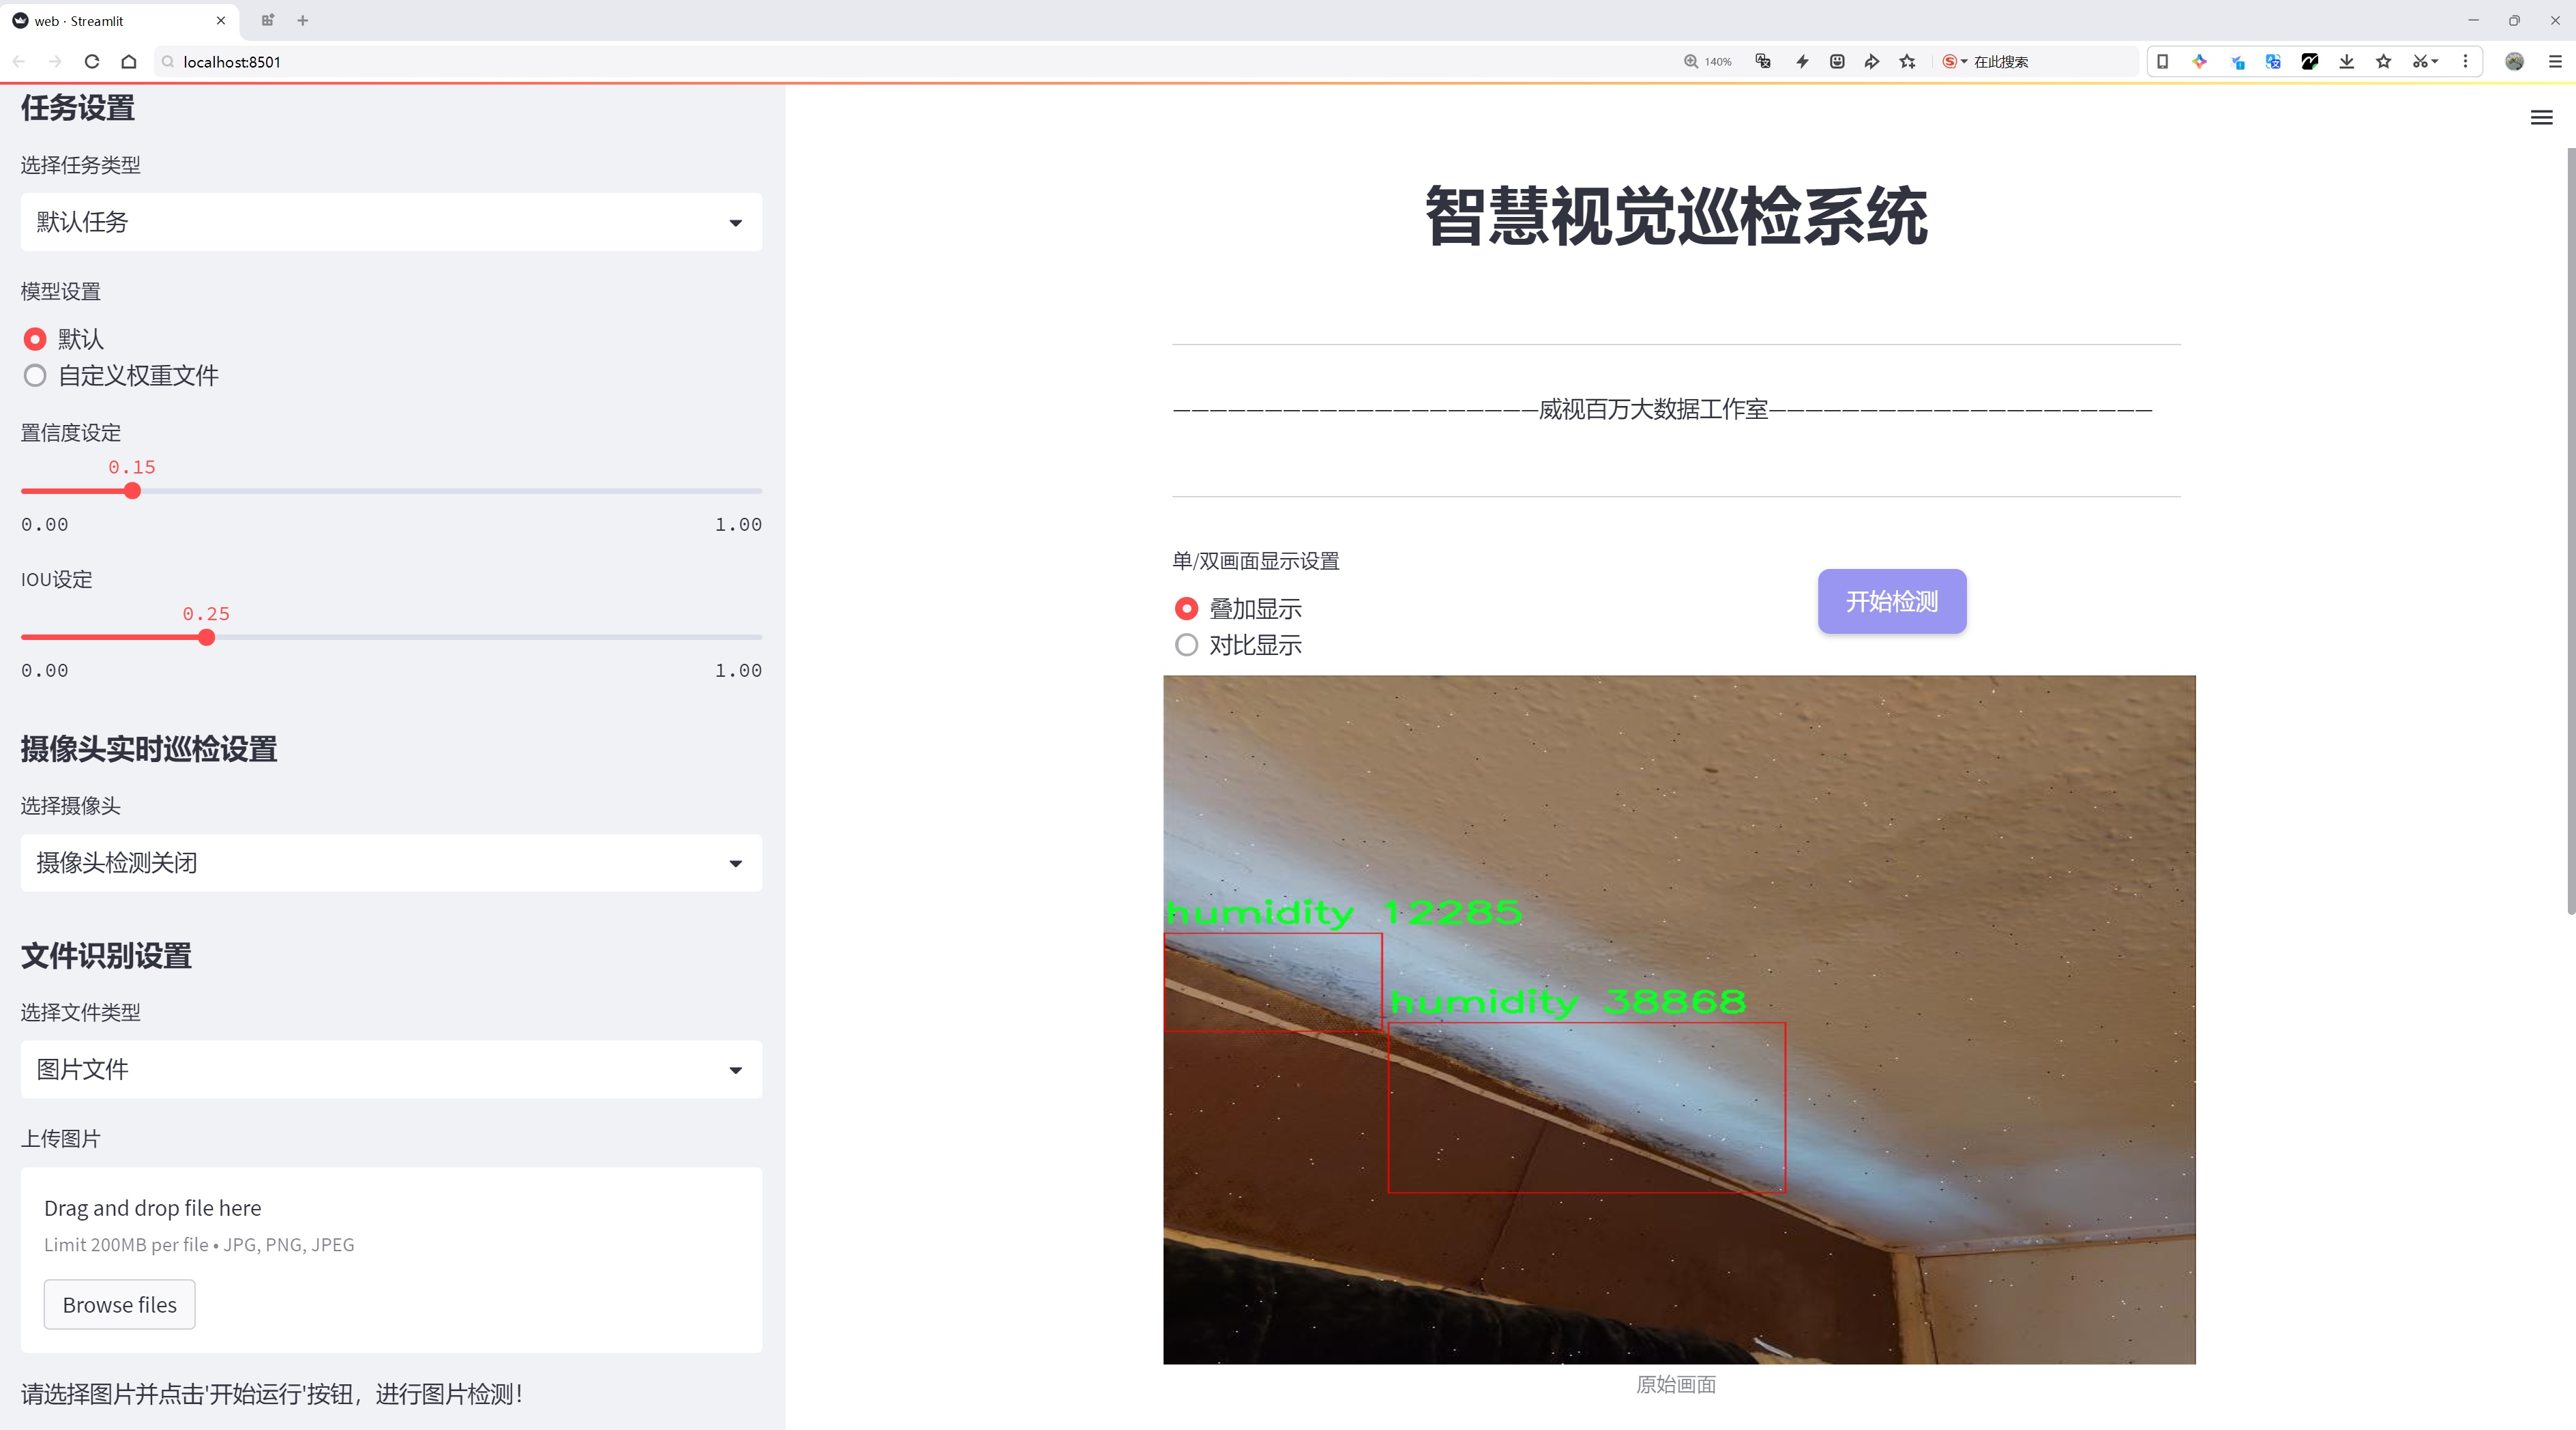 web · Streamlit
localhost:8501
140%
在此搜索
任务设置
选择任务类型
默认任务
模型设置
默认
自定义权重文件
置信度设定
0.15
0.00 1.00
IOU设定
0.25
0.00 1.00
摄像头实时巡检设置
选择摄像头
摄像头检测关闭
文件识别设置
选择文件类型
图片文件
上传图片
Drag and drop file here
Limit 200MB per file • JPG, PNG, JPEG
Browse files
请选择图片并点击'开始运行'按钮，进行图片检测！
智慧视觉巡检系统
————————————————————威视百万大数据工作室—————————————————————
单/双画面显示设置
叠加显示
对比显示
开始检测
humidity 12285
humidity 38868
原始画面